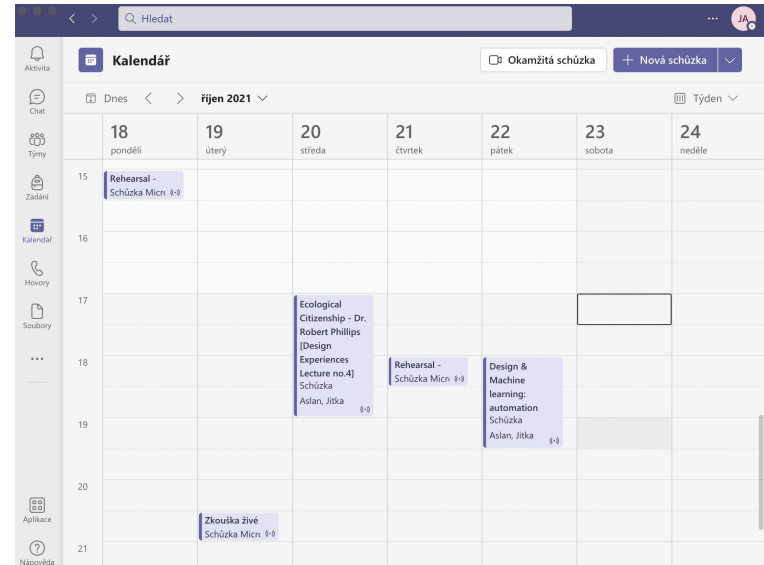 Hledat
JA
Aktivita
Chat
Týmy
Zadání
Kalendář
Hovory
Soubory
Aplikace
Nápověda
Kalendář
Okamžitá schůzka
Nová schůzka
Dnes
říjen 2021
Týden
18
pondělí
19
úterý
20
středa
21
čtvrtek
22
pátek
23
sobota
24
neděle
15
16
17
18
19
20
21
Rehearsal -
Schůzka Micro
Zkouška živé
Schůzka Micro
Ecological
Citizenship - Dr.
Robert Phillips
[Design
Experiences
Lecture no.4]
Schůzka
Aslan, Jitka
Rehearsal -
Schůzka Micro
Design &
Machine
learning:
automation
Schůzka
Aslan, Jitka